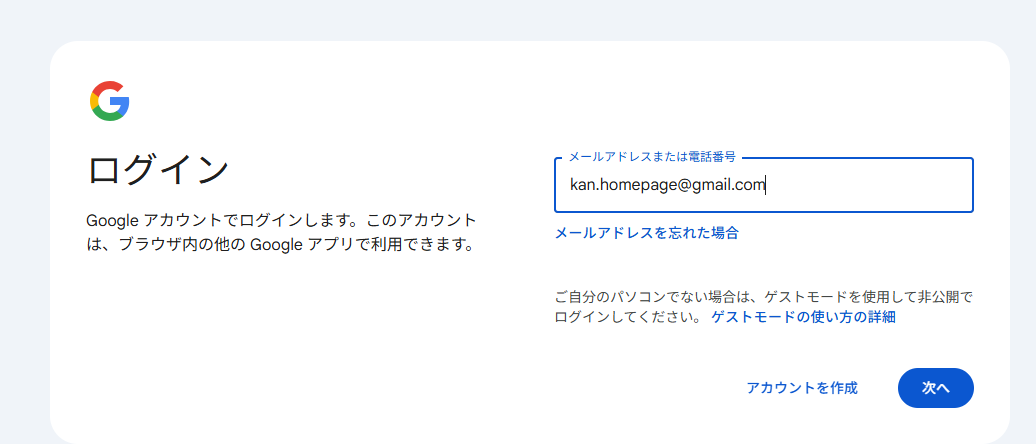 ログイン
Google アカウントでログインします。このアカウント
は、ブラウザ内の他の Google アプリで利用できます。
メールアドレスまたは電話番号
kan.homepage@gmail.com
メールアドレスを忘れた場合
ご自分のパソコンでない場合は、ゲストモードを使用して非公開で
ログインしてください。 ゲストモードの使い方の詳細
アカウントを作成
次へ